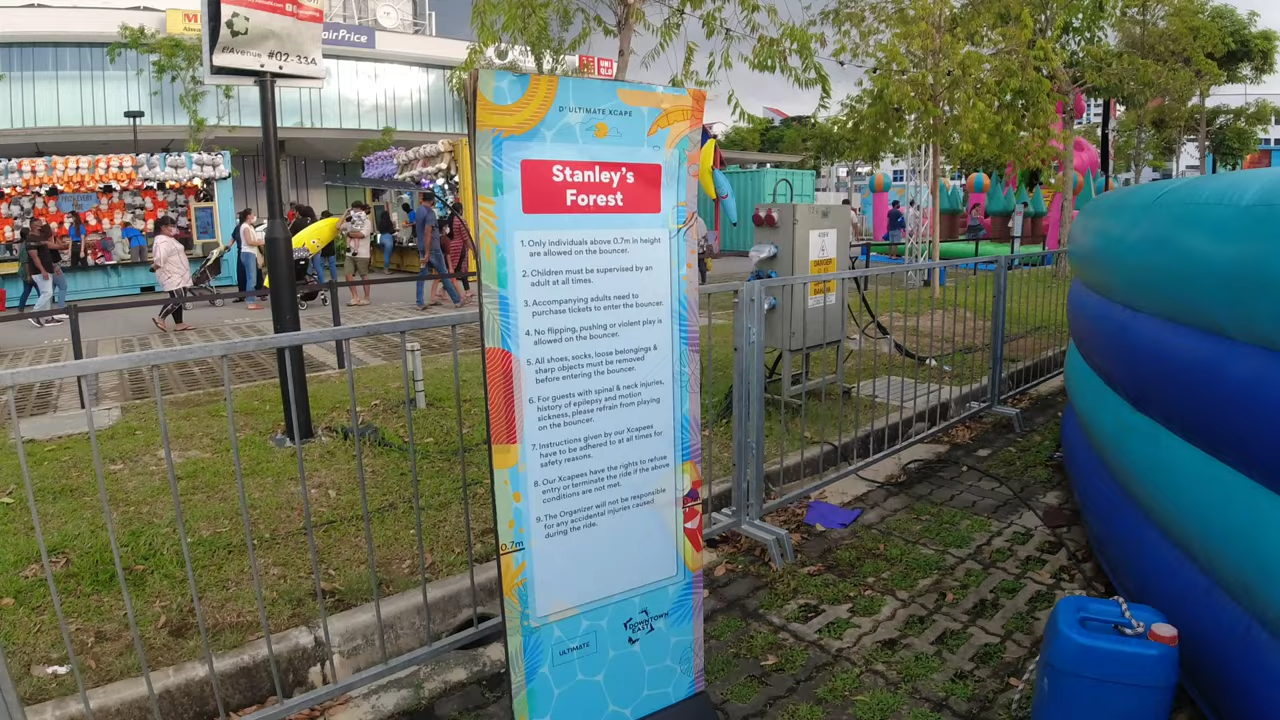 airPrice
E!Avenue #02-33A
UNI
QLO
D' ULTIMATE XCAPE
Stanley's
Forest
1. Only individuals above 0.7m in height
are allowed on the bouncer.
2. Children must be supervised by an
adult at all times.
3. Accompanying adults need to
purchase tickets to enter the bouncer.
4. No flipping, pushing or violent play is
allowed on the bouncer.
5. All shoes, socks, loose belongings &
sharp objects must be removed
before entering the bouncer.
6. For guests with spinal & neck injuries,
history of epilepsy and motion
sickness, please refrain from playing
on the bouncer.
7. Instructions given by our Xcapees
have to be adhered to at all times for
safety reasons.
8. Our Xcapees have the rights to refuse
entry or terminate the ride if the above
conditions are not met.
9. The Organizer will not be responsible
for any accidental injuries caused
during the ride.
0.7m
ULTIMATE
DOWNTOWN
EAST
415V
DANGER